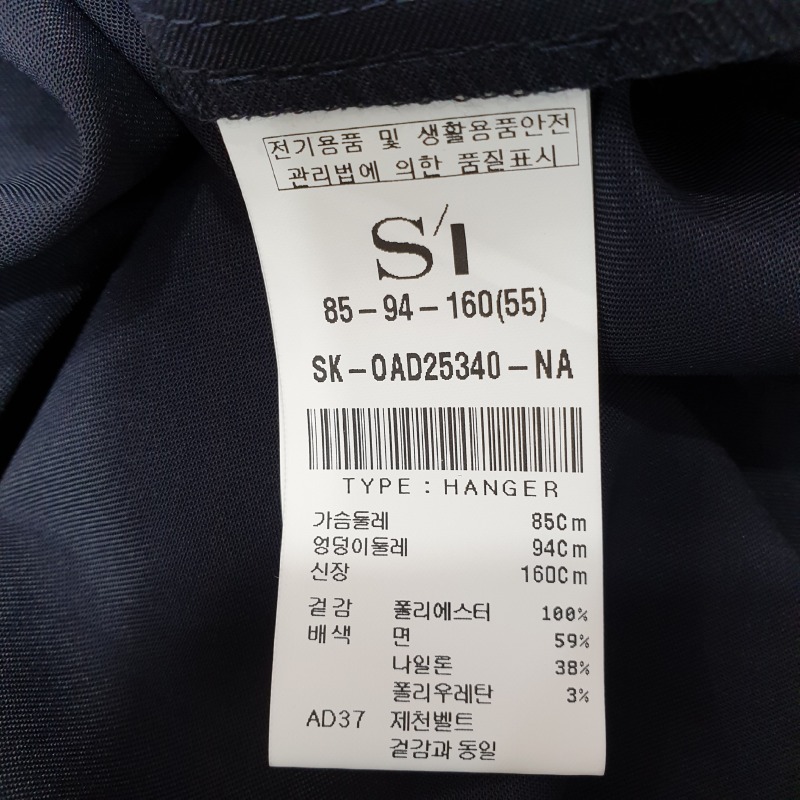 전기용품 및 생활용품안전
관리법에 의한 품질표시
S'I
85-94-160(55)
SK-0AD25340-NA
TYPE : HANGER
가슴둘레 85Cm
엉덩이둘레 94Cm
신장 160Cm
겉감 폴리에스터 100%
배색 면 59%
나일론 38%
폴리우레탄 3%
AD37 제천벨트
겉감과 동일